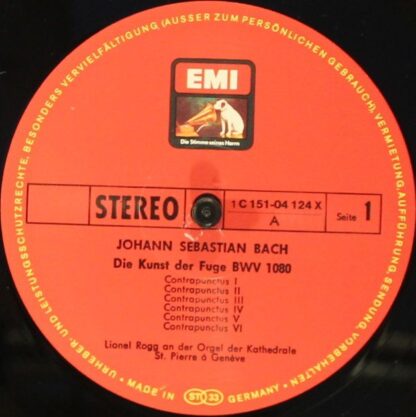 URHEBER- UND LEISTUNGSSCHUTZRECHTE, BESONDERS VERVIELFÄLTIGUNG (AUSSER ZUM PERSÖNLICHEN GEBRAUCH), VERMIETUNG, AUFFÜHRUNG, SENDUNG, VORBEHALTEN •
EMI
Die Stimme seines Herrn
STEREO
1 C 151-04 124 X
A
Seite 1
JOHANN SEBASTIAN BACH
Die Kunst der Fuge BWV 1080
Contrapunctus I
Contrapunctus II
Contrapunctus III
Contrapunctus IV
Contrapunctus V
Contrapunctus VI
Lionel Rogg an der Orgel der Kathedrale
St. Pierre à Genève
• MADE IN ST 33 GERMANY •